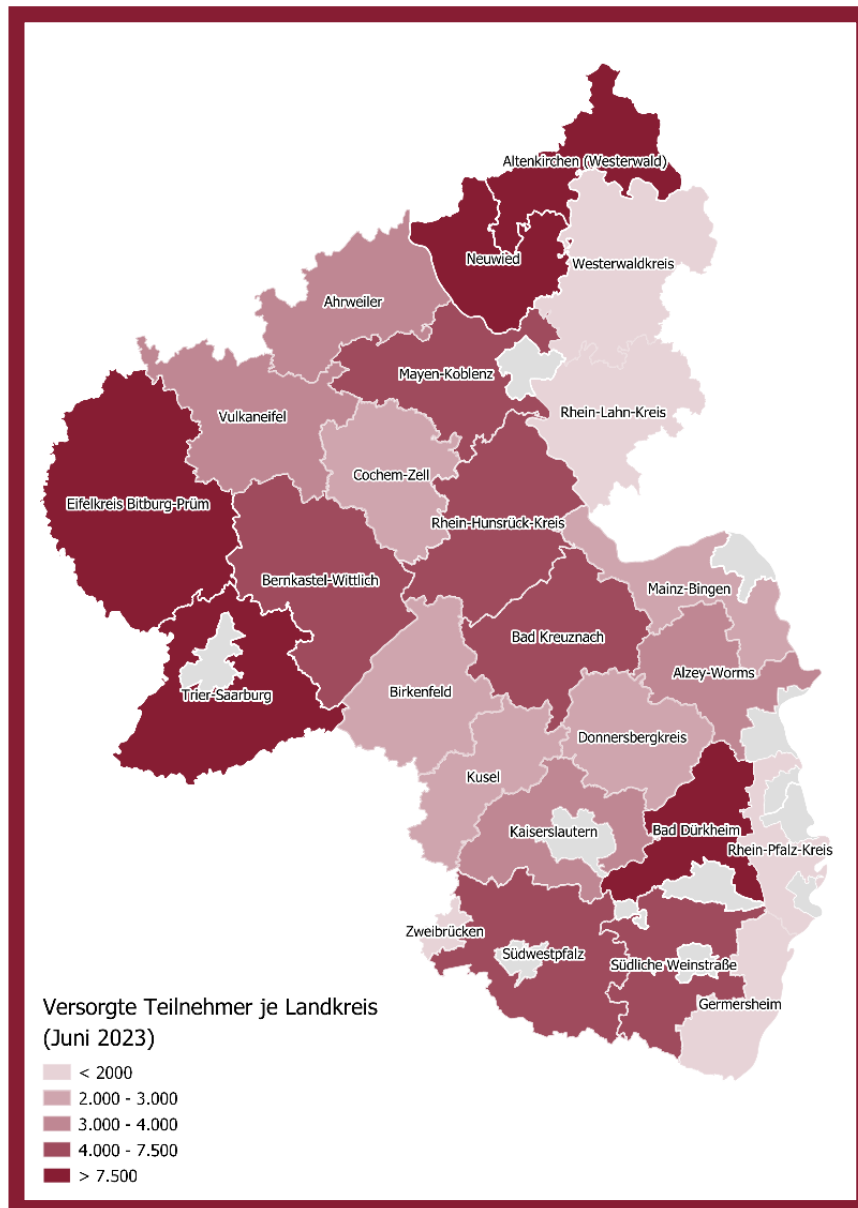 Altenkirchen (Westerwald)
Neuwied
Westerwaldkreis
Ahrweiler
Mayen-Koblenz
Rhein-Lahn-Kreis
Vulkaneifel
Cochem-Zell
Eifelkreis Bitburg-Prüm
Rhein-Hunsrück-Kreis
Bernkastel-Wittlich
Mainz-Bingen
Bad Kreuznach
Alzey-Worms
Trier-Saarburg
Birkenfeld
Donnersbergkreis
Kusel
Kaiserslautern
Bad Dürkheim
Rhein-Pfalz-Kreis
Zweibrücken
Südwestpfalz
Südliche Weinstraße
Germersheim
Versorgte Teilnehmer je Landkreis
(Juni 2023)
< 2000
2.000 - 3.000
3.000 - 4.000
4.000 - 7.500
> 7.500